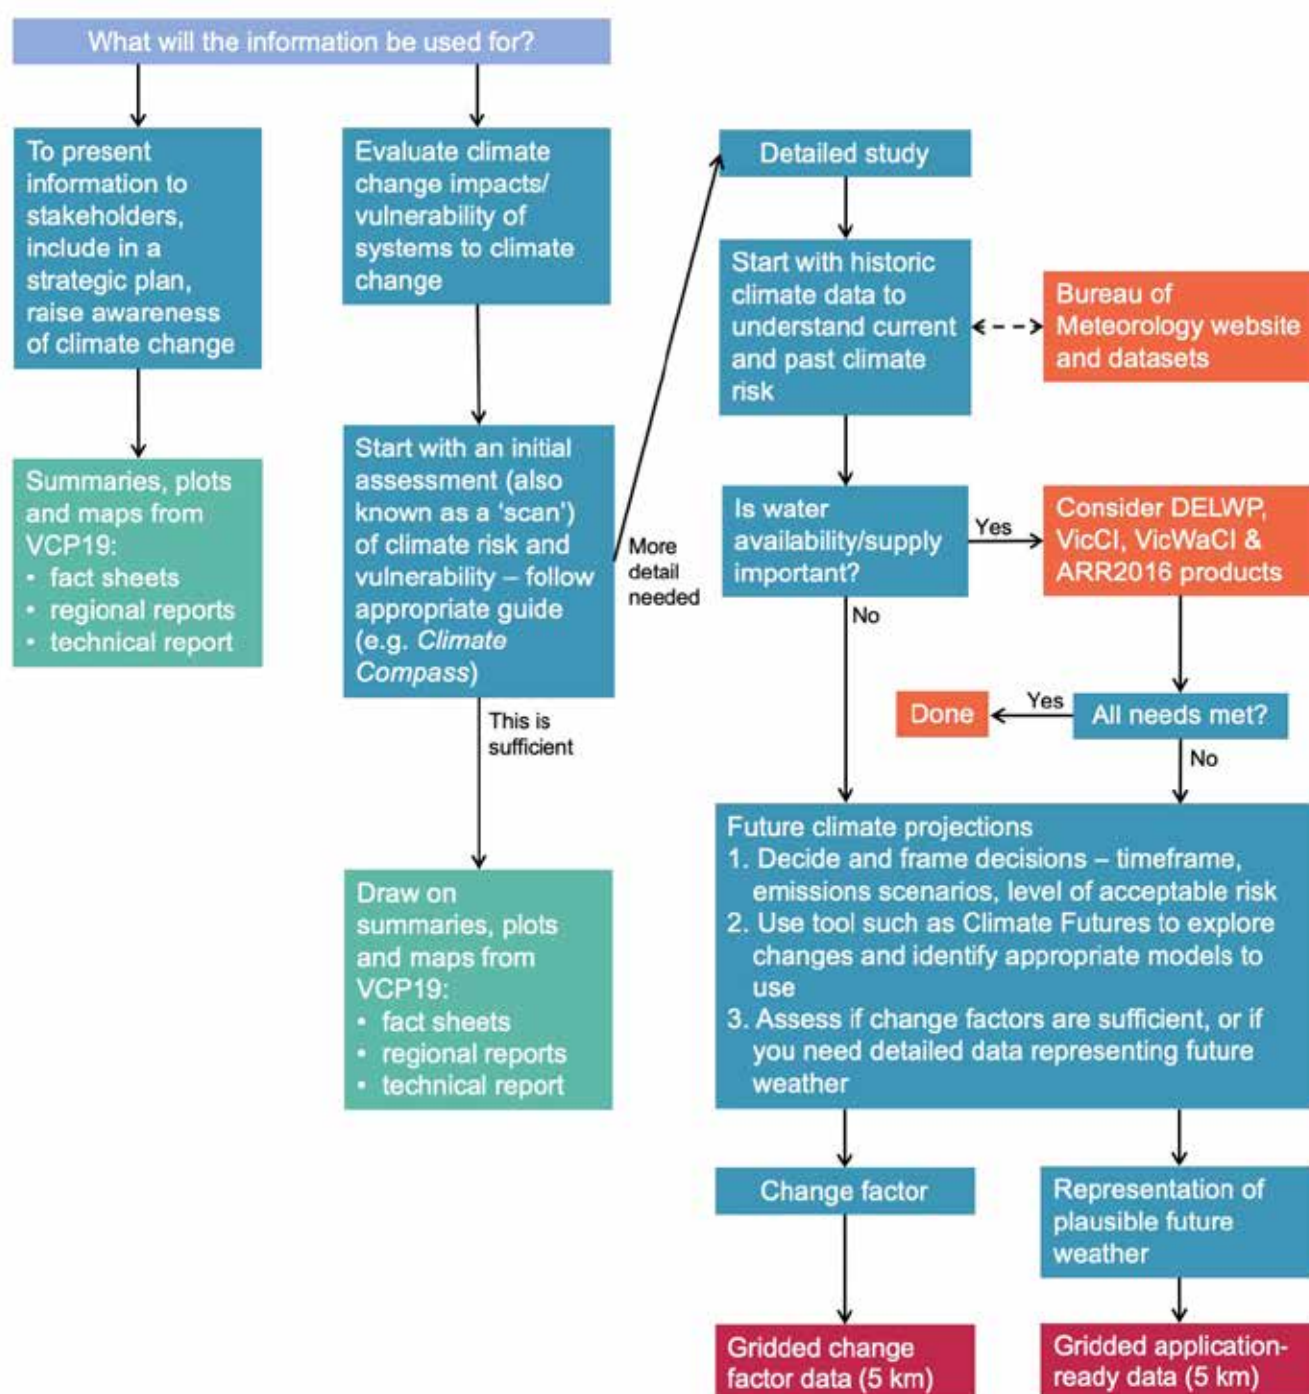 What will the information be used for?
To present
information to
stakeholders,
include in a
strategic plan,
raise awareness
of climate change
Summaries, plots
and maps from
VCP19:
• fact sheets
• regional reports
• technical report
Evaluate climate
change impacts/
vulnerability of
systems to climate
change
Start with an initial
assessment (also
known as a ‘scan’)
of climate risk and
vulnerability – follow
appropriate guide
(e.g. Climate
Compass)
This is
sufficient
Draw on
summaries, plots
and maps from
VCP19:
• fact sheets
• regional reports
• technical report
More
detail
needed
Detailed study
Start with historic
climate data to
understand current
and past climate
risk
Bureau of
Meteorology website
and datasets
Is water
availability/supply
important?
Yes
Consider DELWP,
VicCI, VicWaCI &
ARR2016 products
No
All needs met?
Yes
Done
No
Future climate projections
1. Decide and frame decisions – timeframe,
emissions scenarios, level of acceptable risk
2. Use tool such as Climate Futures to explore
changes and identify appropriate models to
use
3. Assess if change factors are sufficient, or if
you need detailed data representing future
weather
Change factor
Gridded change
factor data (5 km)
Representation of
plausible future
weather
Gridded application-
ready data (5 km)